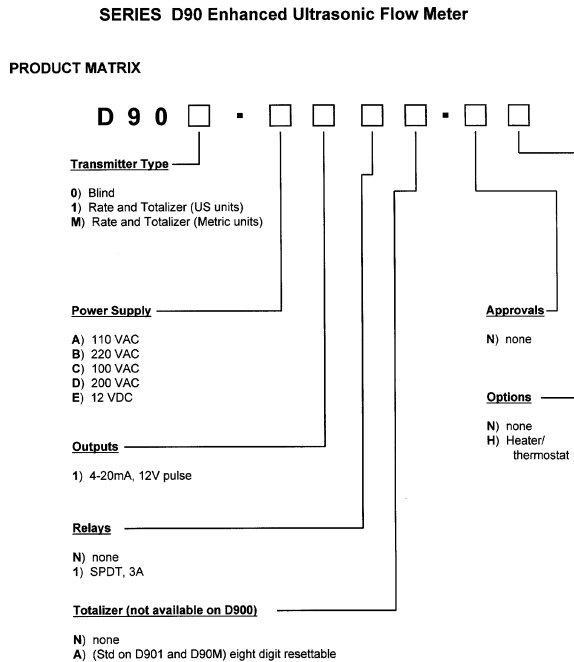 SERIES D90 Enhanced Ultrasonic Flow Meter
PRODUCT MATRIX
D 9 0 □ ▪ □ □ □ □ ▪ □ □
Transmitter Type
0) Blind
1) Rate and Totalizer (US units)
M) Rate and Totalizer (Metric units)
Power Supply
A) 110 VAC
B) 220 VAC
C) 100 VAC
D) 200 VAC
E) 12 VDC
Outputs
1) 4-20mA, 12V pulse
Relays
N) none
1) SPDT, 3A
Totalizer (not available on D900)
N) none
A) (Std on D901 and D90M) eight digit resettable
Approvals
N) none
Options
N) none
H) Heater/
thermostat